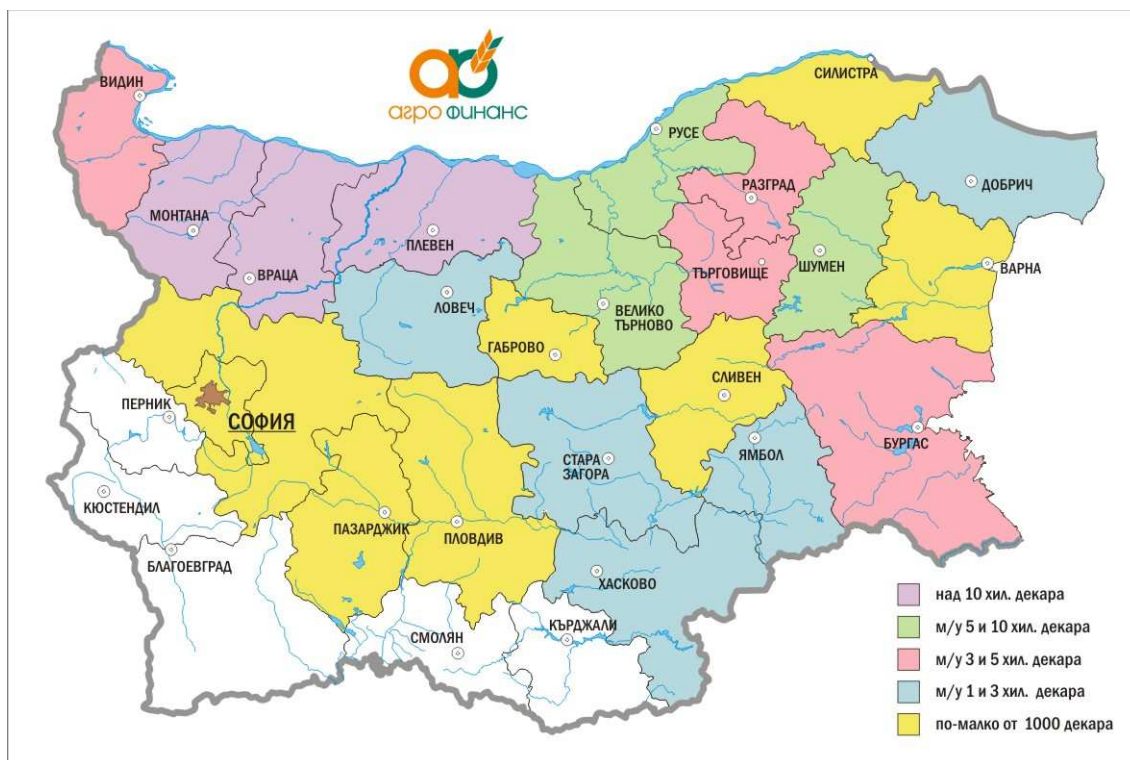 агро финанс
ВИДИН
СИЛИСТРА
РУСЕ
ДОБРИЧ
РАЗГРАД
МОНТАНА
ПЛЕВЕН
ВРАЦА
ТЪРГОВИЩЕ
ШУМЕН
ВАРНА
ЛОВЕЧ
ВЕЛИКО
ТЪРНОВО
ГАБРОВО
СЛИВЕН
ПЕРНИК
СОФИЯ
БУРГАС
ЯМБОЛ
СТАРА
ЗАГОРА
КЮСТЕНДИЛ
ПАЗАРДЖИК
ПЛОВДИВ
БЛАГОЕВГРАД
ХАСКОВО
СМОЛЯН
КЪРДЖАЛИ
над 10 хил. декара
м/у 5 и 10 хил. декара
м/у 3 и 5 хил. декара
м/у 1 и 3 хил. декара
по-малко от 1000 декара